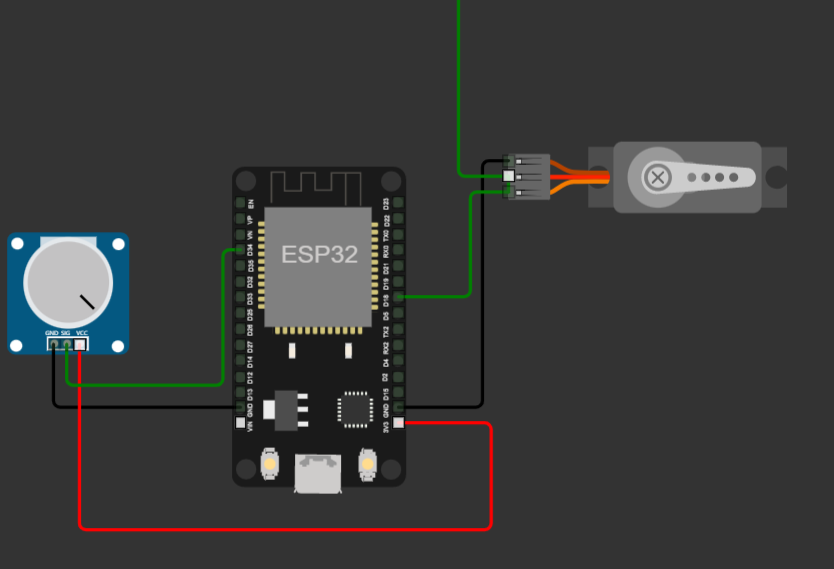 ESP32
EN
VP
VN
D34
D35
D32
D33
D25
D26
D27
D14
D12
D13
GND
VIN
D23
D22
TX0
RX0
D21
D19
D18
D5
TX2
RX2
D4
D2
D15
GND
3V3
GND SIG VCC